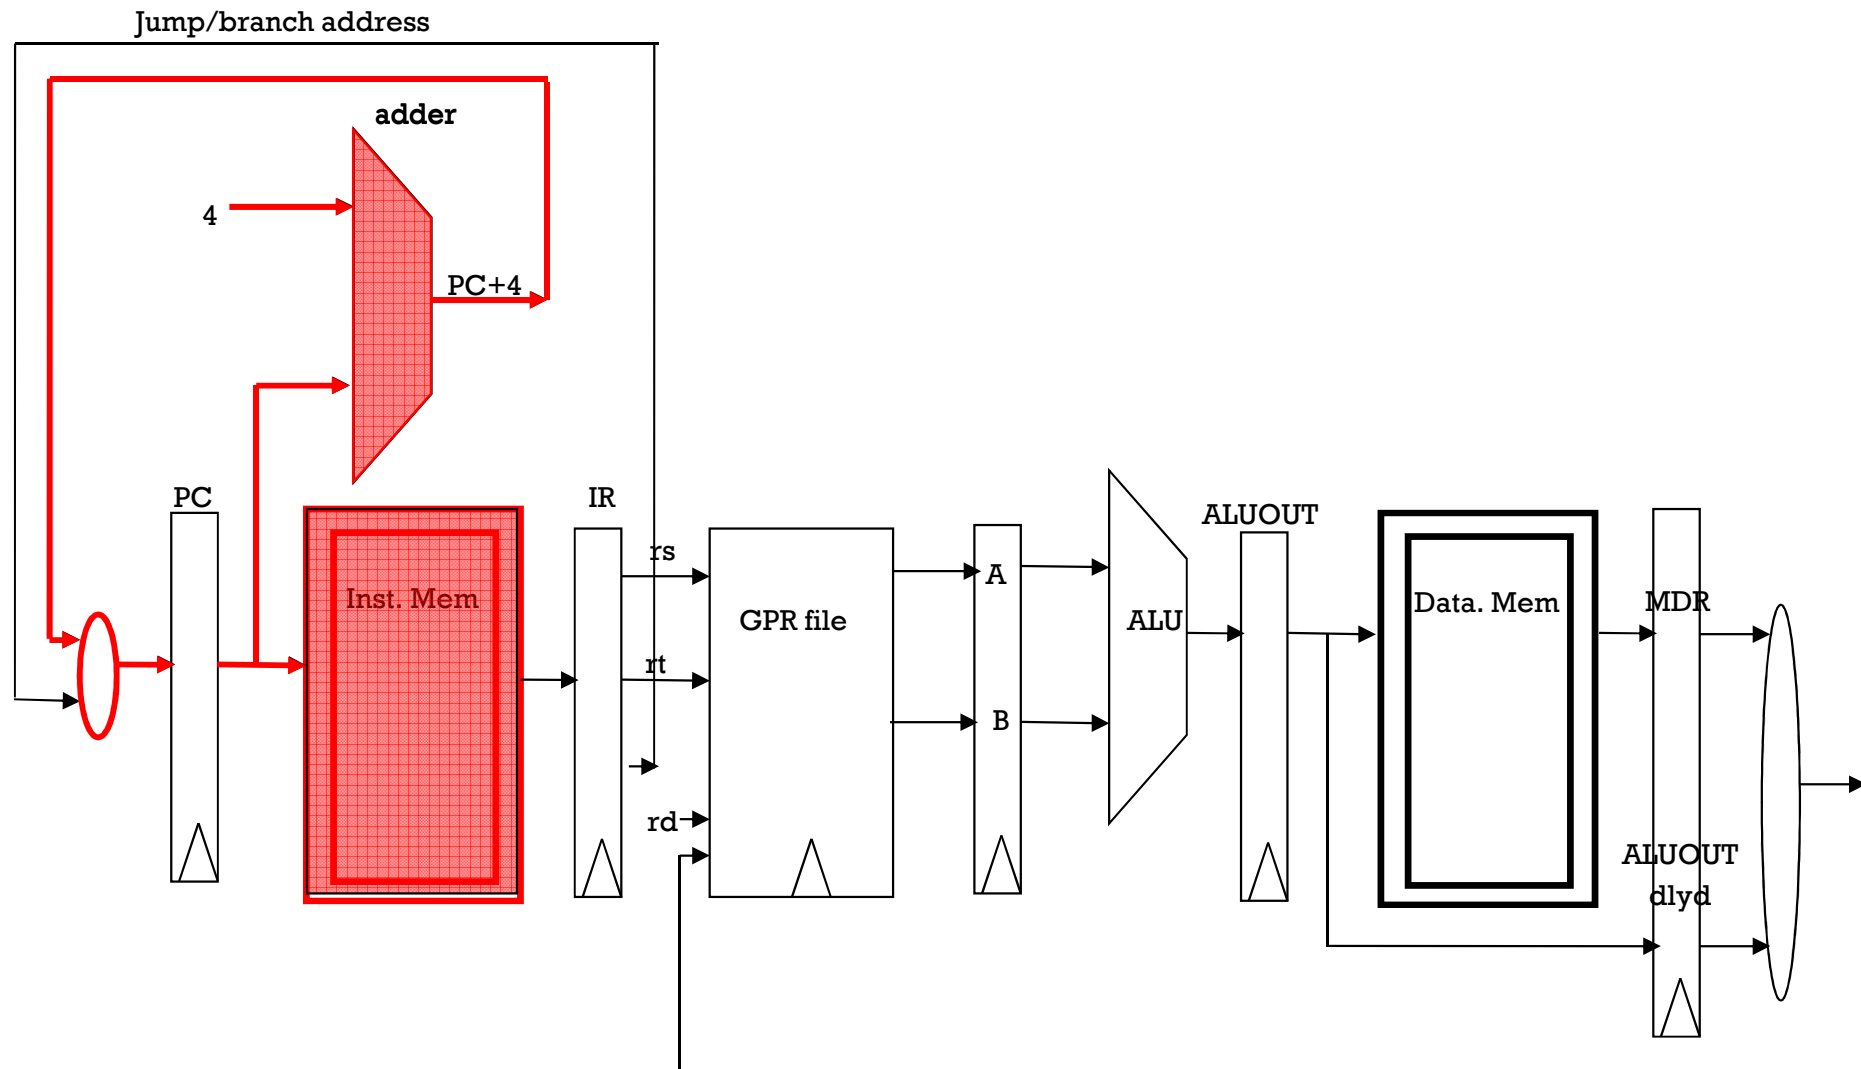 Jump/branch address
adder
4
PC+4
PC
IR
ALUOUT
rs
A
Inst. Mem
GPR file
ALU
Data. Mem
MDR
rt
B
rd
ALUOUT
dlyd